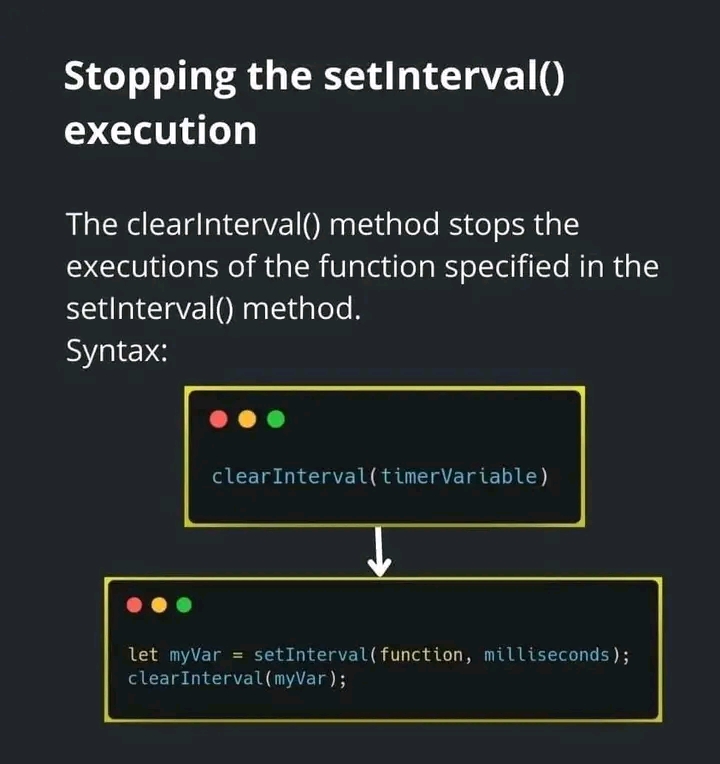 Stopping the setInterval()
execution
The clearInterval() method stops the
executions of the function specified in the
setInterval() method.
Syntax:
clearInterval(timerVariable)
let myVar = setInterval(function, milliseconds);
clearInterval(myVar);